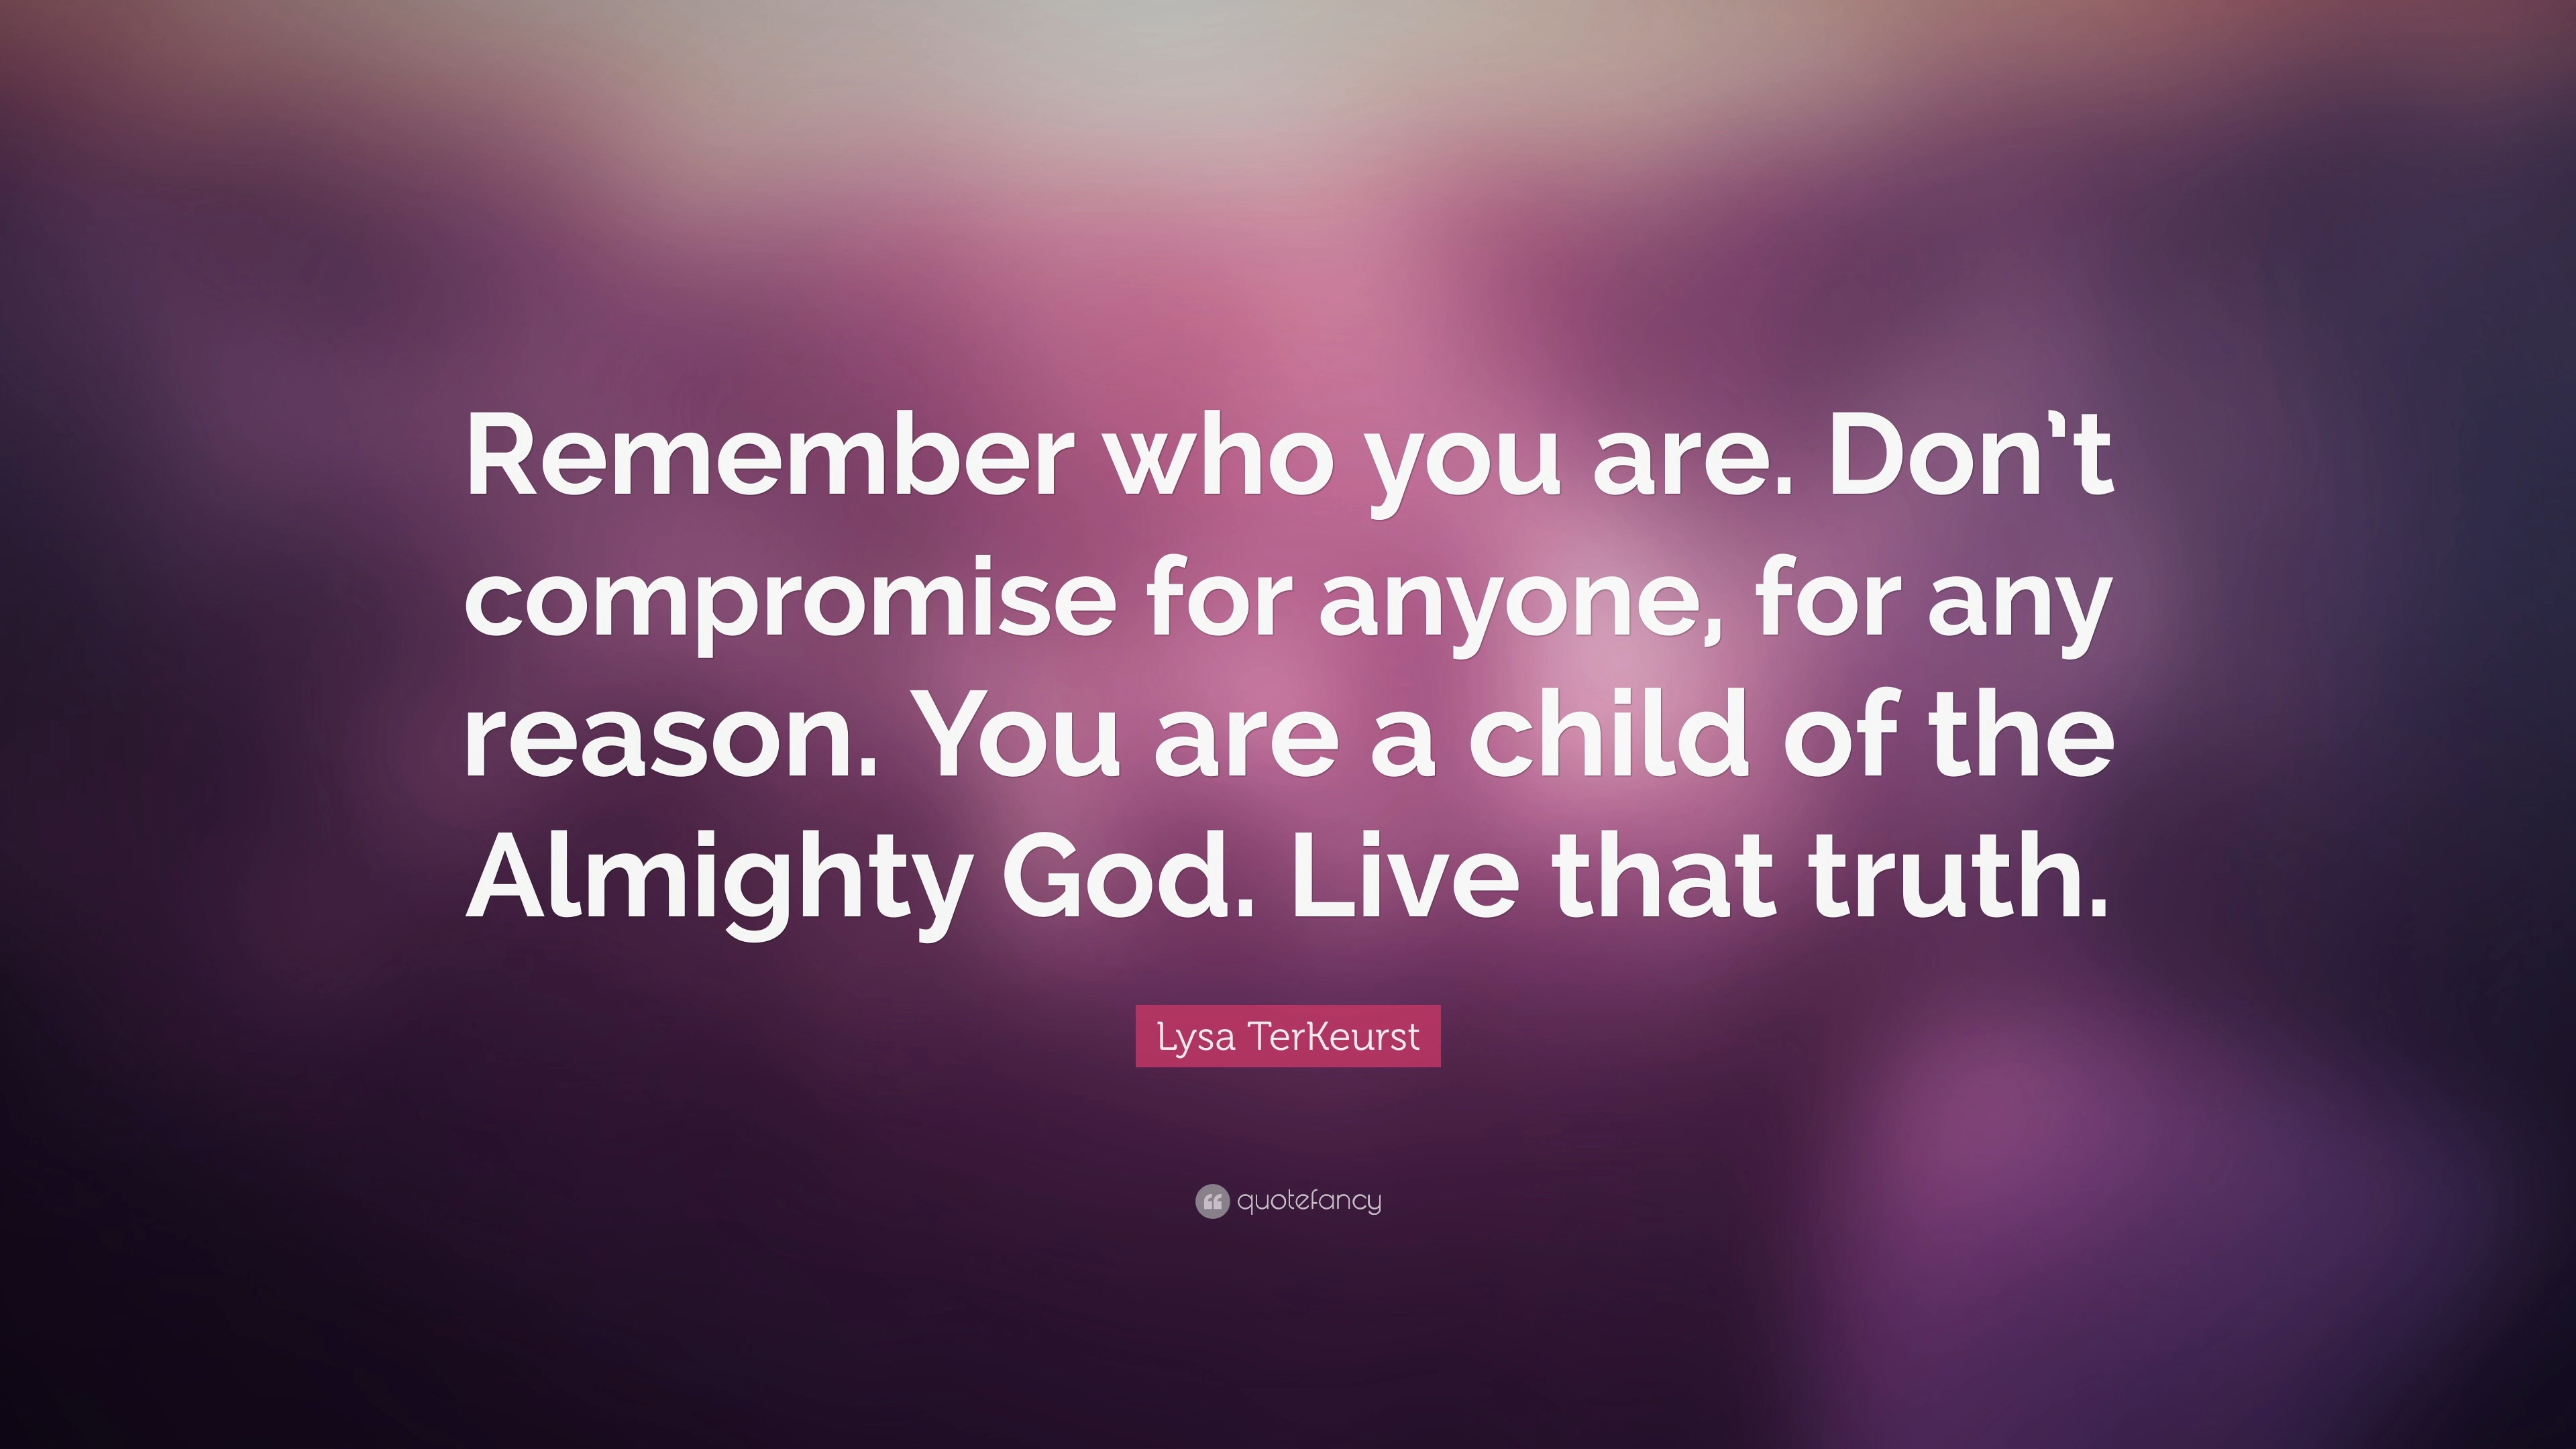 Remember who you are. Don’t
compromise for anyone, for any
reason. You are a child of the
Almighty God. Live that truth.
Lysa TerKeurst
quotefancy